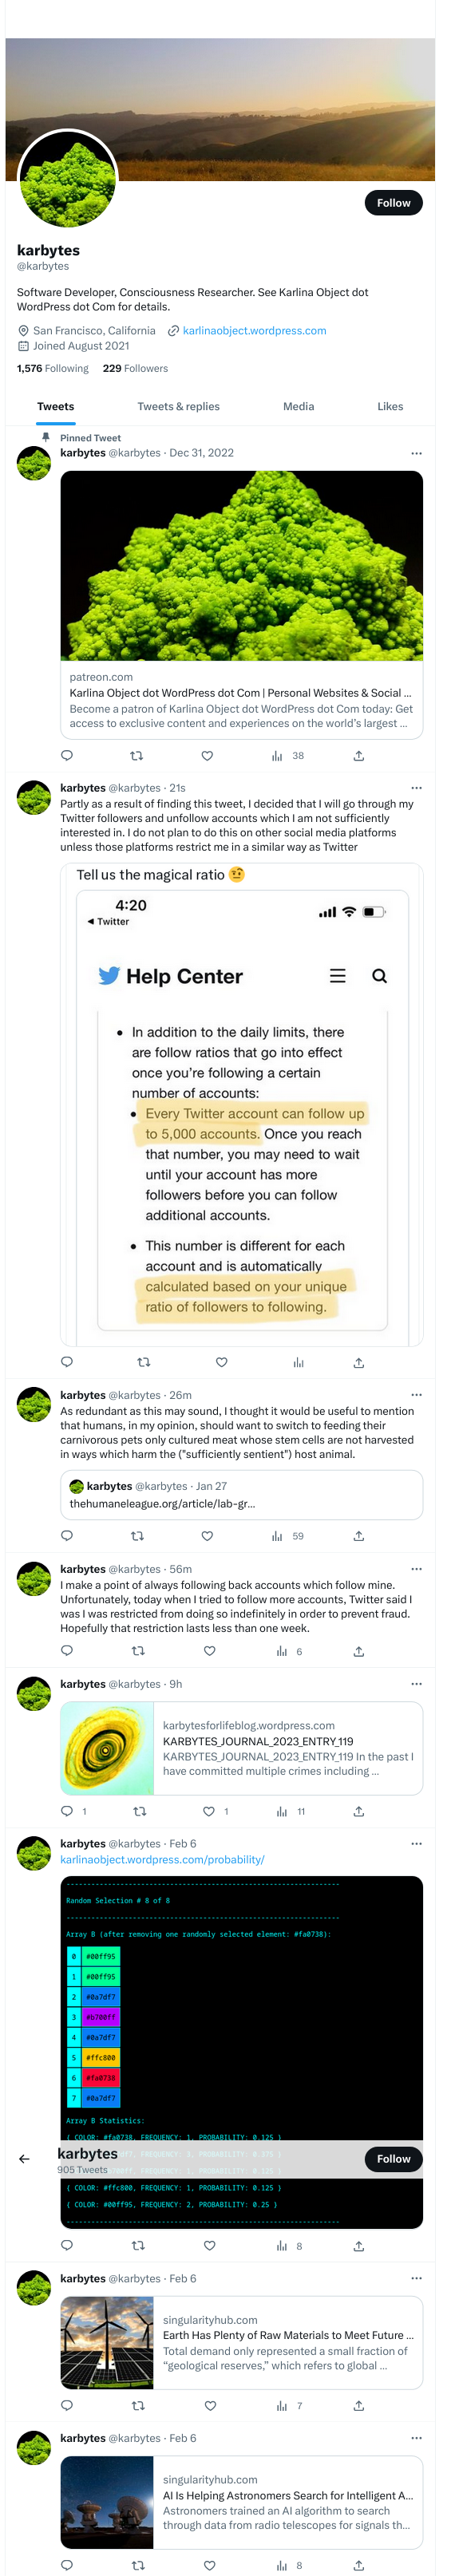 Follow
karbytes
@karbytes
Software Developer, Consciousness Researcher. See Karlina Object dot
WordPress dot Com for details.
San Francisco, California karlinaobject.wordpress.com
Joined August 2021
1,576 Following 229 Followers
Tweets Tweets & replies Media Likes
Pinned Tweet
karbytes @karbytes · Dec 31, 2022
patreon.com
Karlina Object dot WordPress dot Com | Personal Websites & Social ...
Become a patron of Karlina Object dot WordPress dot Com today: Get
access to exclusive content and experiences on the world's largest ...
38
karbytes @karbytes · 21s
Partly as a result of finding this tweet, I decided that I will go through my
Twitter followers and unfollow accounts which I am not sufficiently
interested in. I do not plan to do this on other social media platforms
unless those platforms restrict me in a similar way as Twitter
Tell us the magical ratio 🤨
4:20
◀ Twitter
Help Center
• In addition to the daily limits, there
are follow ratios that go into effect
once you're following a certain
number of accounts:
• Every Twitter account can follow up
to 5,000 accounts. Once you reach
that number, you may need to wait
until your account has more
followers before you can follow
additional accounts.
• This number is different for each
account and is automatically
calculated based on your unique
ratio of followers to following.
karbytes @karbytes · 26m
As redundant as this may sound, I thought it would be useful to mention
that humans, in my opinion, should want to switch to feeding their
carnivorous pets only cultured meat whose stem cells are not harvested
in ways which harm the ("sufficiently sentient") host animal.
karbytes @karbytes · Jan 27
thehumaneleague.org/article/lab-gr...
59
karbytes @karbytes · 56m
I make a point of always following back accounts which follow mine.
Unfortunately, today when I tried to follow more accounts, Twitter said I
was I was restricted from doing so indefinitely in order to prevent fraud.
Hopefully that restriction lasts less than one week.
6
karbytes @karbytes · 9h
karbytesforlifeblog.wordpress.com
KARBYTES_JOURNAL_2023_ENTRY_119
KARBYTES_JOURNAL_2023_ENTRY_119 In the past I
have committed multiple crimes including ...
1 1 11
karbytes @karbytes · Feb 6
karlinaobject.wordpress.com/probability/
Random Selection # 8 of 8
Array B (after removing one randomly selected element: #fa0738):
0 #00ff95
1 #00ff95
2 #0a7df7
3 #b700ff
4 #0a7df7
5 #ffc800
6 #fa0738
7 #0a7df7
Array B Statistics:
{ COLOR: #fa0738, FREQUENCY: 1, PROBABILITY: 0.125 }
karbytes
905 Tweets
Follow
{ COLOR: #ffc800, FREQUENCY: 1, PROBABILITY: 0.125 }
{ COLOR: #00ff95, FREQUENCY: 2, PROBABILITY: 0.25 }
8
karbytes @karbytes · Feb 6
singularityhub.com
Earth Has Plenty of Raw Materials to Meet Future ...
Total demand only represented a small fraction of
“geological reserves,” which refers to global ...
7
karbytes @karbytes · Feb 6
singularityhub.com
AI Is Helping Astronomers Search for Intelligent A...
Astronomers trained an AI algorithm to search
through data from radio telescopes for signals th...
8